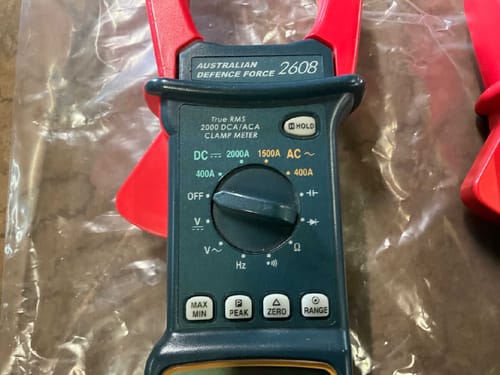 AUSTRALIAN
DEFENCE FORCE 2608
True RMS
2000 DCA/ACA
CLAMP METER
HOLD
DC 2000A 1500A AC ~
400A 400A
OFF
V
V~
Hz
Ω
MAX
MIN
P
PEAK
△
ZERO
RANGE